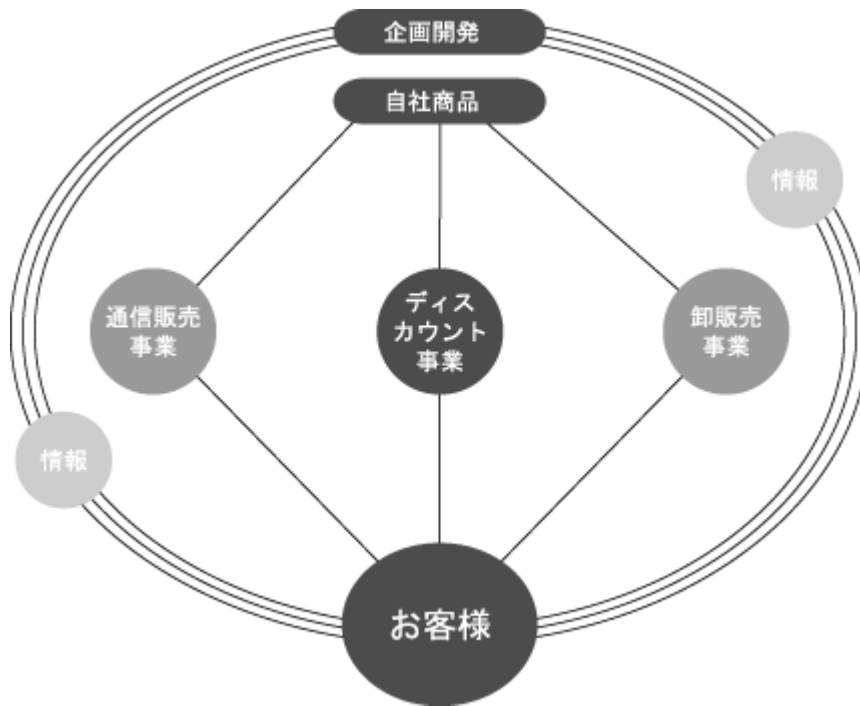 企画開発
自社商品
情報
通信販売
事業
ディス
カウント
事業
卸販売
事業
情報
お客様